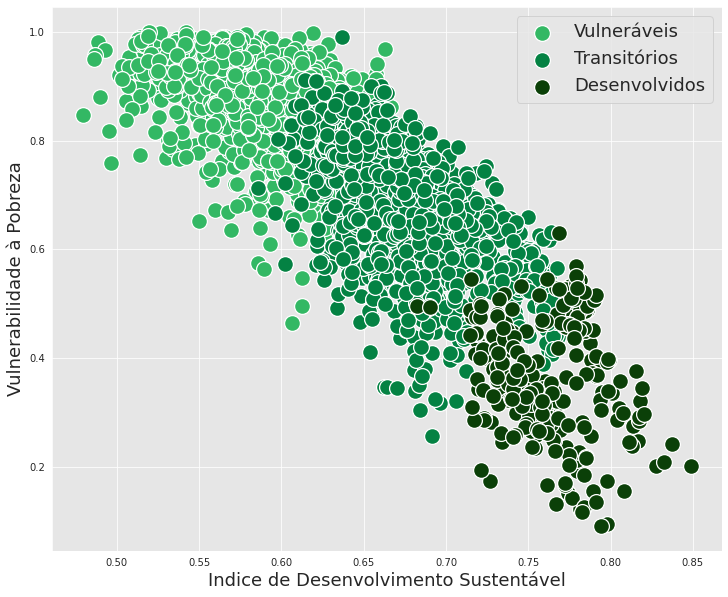 Vulneráveis
Transitórios
Desenvolvidos
Vulnerabilidade à Pobreza
1.0
0.8
0.6
0.4
0.2
0.50 0.55 0.60 0.65 0.70 0.75 0.80 0.85
Indice de Desenvolvimento Sustentável